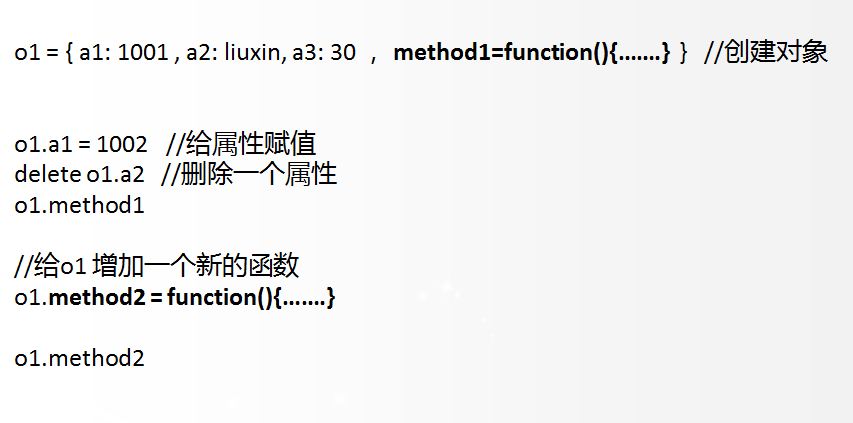 o1 = { a1: 1001 , a2: liuxin, a3: 30 , method1=function(){.......} } //创建对象
o1.a1 = 1002 //给属性赋值
delete o1.a2 //删除一个属性
o1.method1
//给o1 增加一个新的函数
o1.method2 = function(){.......}
o1.method2